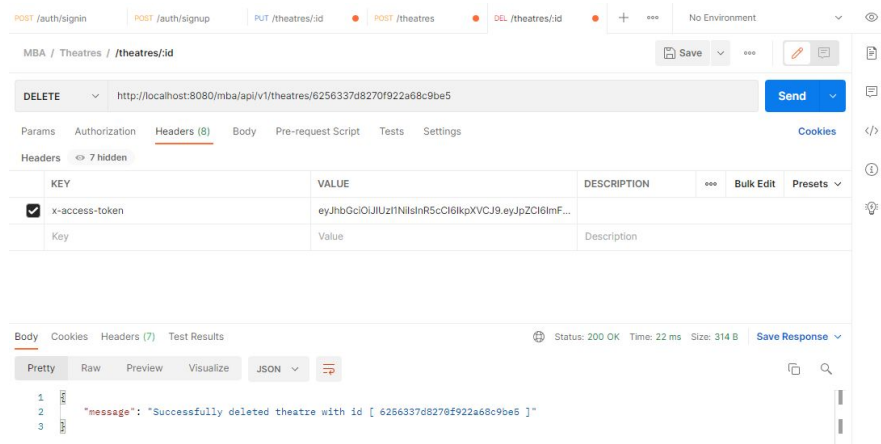 POST /auth/signin POST /auth/signup PUT /theatres/:id POST /theatres DEL /theatres/:id No Environment
MBA / Theatres / /theatres/:id Save
DELETE http://localhost:8080/mba/api/v1/theatres/6256337d8270f922a68c9be5 Send
Params Authorization Headers (8) Body Pre-request Script Tests Settings Cookies
Headers 7 hidden
KEY VALUE DESCRIPTION Bulk Edit Presets
x-access-token eyJhbGciOiJIUzI1NiIsInR5cCI6IkpXVCJ9.eyJpZCI6ImF...
Key Value Description
Body Cookies Headers (7) Test Results Status: 200 OK Time: 22 ms Size: 314 B Save Response
Pretty Raw Preview Visualize JSON
1 {
2 "message": "Successfully deleted theatre with id [ 6256337d8270f922a68c9be5 ]"
3 }